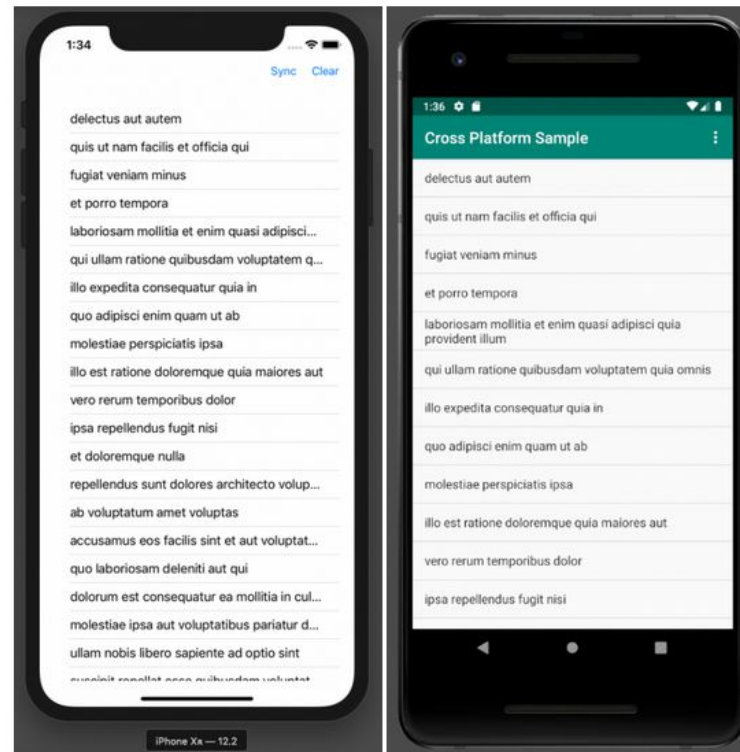 1:34
Sync Clear
delectus aut autem
quis ut nam facilis et officia qui
fugiat veniam minus
et porro tempora
laboriosam mollitia et enim quasi adipisci...
qui ullam ratione quibusdam voluptatem q...
illo expedita consequatur quia in
quo adipisci enim quam ut ab
molestiae perspiciatis ipsa
illo est ratione doloremque quia maiores aut
vero rerum temporibus dolor
ipsa repellendus fugit nisi
et doloremque nulla
repellendus sunt dolores architecto volup...
ab voluptatum amet voluptas
accusamus eos facilis sint et aut voluptat...
quo laboriosam deleniti aut qui
dolorum est consequatur ea mollitia in cul...
molestiae ipsa aut voluptatibus pariatur d...
ullam nobis libero sapiente ad optio sint
suscipit repellat esse quibusdam voluptat
iPhone Xʀ — 12.2
1:36
Cross Platform Sample
delectus aut autem
quis ut nam facilis et officia qui
fugiat veniam minus
et porro tempora
laboriosam mollitia et enim quasi adipisci quia
provident illum
qui ullam ratione quibusdam voluptatem quia omnis
illo expedita consequatur quia in
quo adipisci enim quam ut ab
molestiae perspiciatis ipsa
illo est ratione doloremque quia maiores aut
vero rerum temporibus dolor
ipsa repellendus fugit nisi